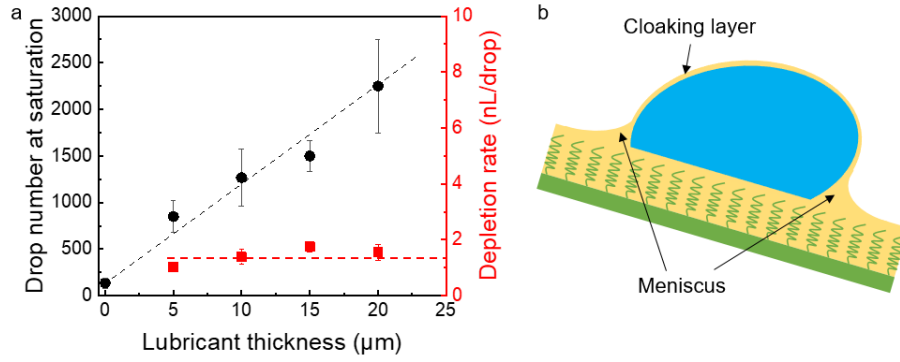 a
Drop number at saturation
3000
2500
2000
1500
1000
500
0
0
5
10
15
20
25
Lubricant thickness (µm)
10
8
6
4
2
0
Depletion rate (nL/drop)
b
Cloaking layer
Meniscus